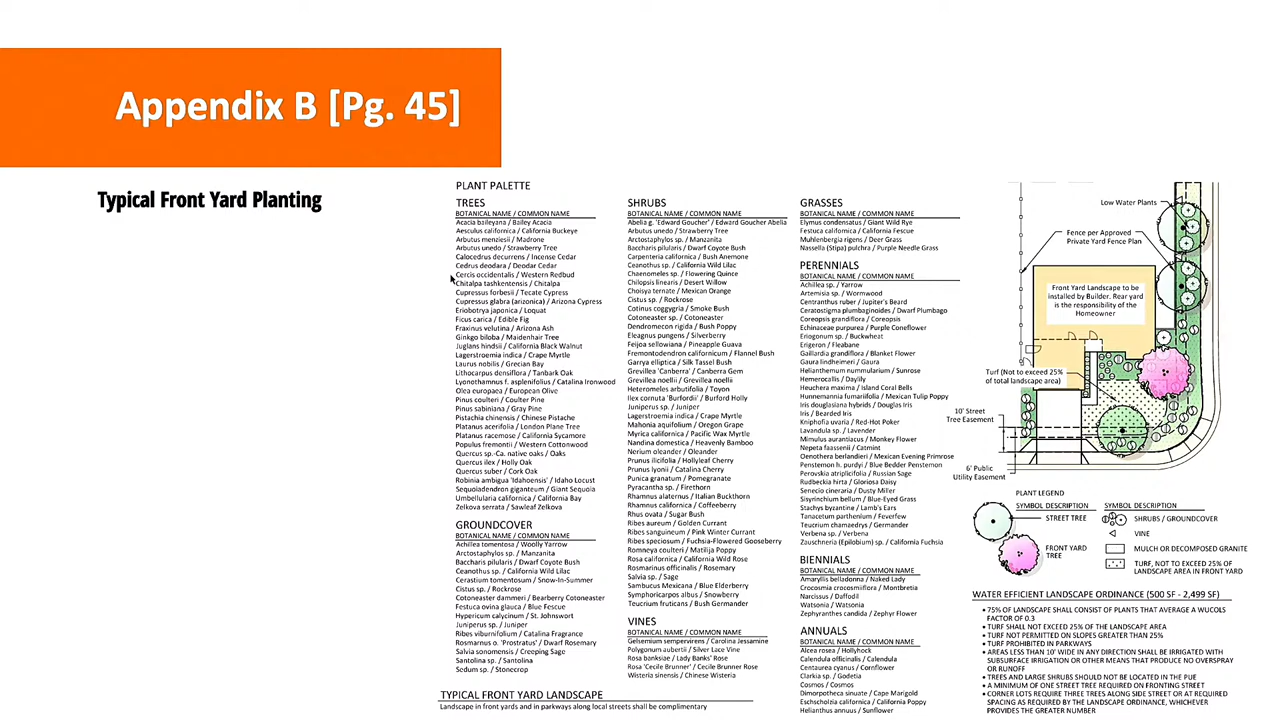 Appendix B [Pg. 45]
Typical Front Yard Planting
PLANT PALETTE
TREES
BOTANICAL NAME / COMMON NAME
Acacia baileyana / Bailey Acacia
Aesculus californica / California Buckeye
Arbutus menziesii / Madrone
Arbutus unedo / Strawberry Tree
Calocedrus decurrens / Incense Cedar
Cedrus deodara / Deodar Cedar
Cercis occidentalis / Western Redbud
Chitalpa tashkentensis / Chitalpa
Cupressus forbesii / Tecate Cypress
Cupressus glabra (arizonica) / Arizona Cypress
Eriobotrya japonica / Loquat
Ficus carica / Edible Fig
Fraxinus velutina / Arizona Ash
Ginkgo biloba / Maidenhair Tree
Juglans hindsii / California Black Walnut
Lagerstroemia indica / Crape Myrtle
Laurus nobilis / Grecian Bay
Lithocarpus densiflora / Tanbark Oak
Lyonothamnus f. asplenifolius / Catalina Ironwood
Olea europaea / European Olive
Pinus coulteri / Coulter Pine
Pinus sabiniana / Gray Pine
Pistachia chinensis / Chinese Pistache
Platanus acerifolia / London Plane Tree
Platanus racemosa / California Sycamore
Populus fremontii / Western Cottonwood
Quercus sp.-Ca. native oaks / Oaks
Quercus ilex / Holly Oak
Quercus suber / Cork Oak
Robinia ambigua 'Idahoensis' / Idaho Locust
Sequoiadendron giganteum / Giant Sequoia
Umbellularia californica / California Bay
Zelkova serrata / Sawleaf Zelkova
GROUNDCOVER
BOTANICAL NAME / COMMON NAME
Achillea tomentosa / Woolly Yarrow
Arctostaphylos sp. / Manzanita
Baccharis pilularis / Dwarf Coyote Bush
Ceanothus sp. / California Wild Lilac
Cerastium tomentosum / Snow-In-Summer
Cistus sp. / Rockrose
Cotoneaster dammeri / Bearberry Cotoneaster
Festuca ovina glauca / Blue Fescue
Hypericum calycinum / St. Johnswort
Juniperus sp. / Juniper
Ribes viburnifolium / Catalina Fragrance
Rosmarinus o. 'Prostratus' / Dwarf Rosemary
Salvia sonomensis / Creeping Sage
Santolina sp. / Santolina
Sedum sp. / Stonecrop
SHRUBS
BOTANICAL NAME / COMMON NAME
Abelia g. 'Edward Goucher' / Edward Goucher Abelia
Arbutus unedo / Strawberry Tree
Arctostaphylos sp. / Manzanita
Baccharis pilularis / Dwarf Coyote Bush
Carpenteria californica / Bush Anemone
Ceanothus sp. / California Wild Lilac
Chaenomeles sp. / Flowering Quince
Chilopsis linearis / Desert Willow
Choisya ternate / Mexican Orange
Cistus sp. / Rockrose
Cotinus coggygria / Smoke Bush
Cotoneaster sp. / Cotoneaster
Dendromecon rigida / Bush Poppy
Eleagnus pungens / Silverberry
Feijoa sellowiana / Pineapple Guava
Fremontodendron californicum / Flannel Bush
Garrya elliptica / Silk Tassel Bush
Grevillea 'Canberra' / Canberra Gem
Grevillea noelli / Grevillea noelli
Heteromeles arbutifolia / Toyon
Ilex cornuta 'Burfordii' / Burford Holly
Juniperus sp. / Juniper
Lagerstroemia indica / Crape Myrtle
Mahonia aquifolium / Oregon Grape
Myrica californica / Pacific Wax Myrtle
Nandina domestica / Heavenly Bamboo
Nerium oleander / Oleander
Prunus ilicifolia / Hollyleaf Cherry
Prunus lyonii / Catalina Cherry
Punica granatum / Pomegranate
Pyracantha sp. / Firethorn
Rhamnus alaternus / Italian Buckthorn
Rhamnus californica / Coffeeberry
Rhus ovata / Sugar Bush
Ribes aureum / Golden Currant
Ribes sanguineum / Pink Winter Currant
Ribes speciosum / Fuchsia-Flowered Gooseberry
Romneya coulteri / Matilija Poppy
Rosa californica / California Wild Rose
Rosmarinus officinalis / Rosemary
Salvia sp. / Sage
Sambucus Mexicana / Blue Elderberry
Symphoricarpos albus / Snowberry
Teucrium fruticans / Bush Germander
VINES
BOTANICAL NAME / COMMON NAME
Gelsemium sempervirens / Carolina Jessamine
Polygonum aubertii / Silver Lace Vine
Rosa banksiae / Lady Banks' Rose
Rosa 'Cecile Brunner' / Cecile Brunner Rose
Wisteria sinensis / Chinese Wisteria
GRASSES
BOTANICAL NAME / COMMON NAME
Elymus condensatus / Giant Wild Rye
Festuca californica / California Fescue
Muhlenbergia rigens / Deer Grass
Nassella (Stipa) pulchra / Purple Needle Grass
PERENNIALS
BOTANICAL NAME / COMMON NAME
Achillea sp. / Yarrow
Artemisia sp. / Wormwood
Centranthus ruber / Jupiter's Beard
Ceratostigma plumbaginoides / Dwarf Plumbago
Coreopsis grandiflora / Coreopsis
Echinaceae purpurea / Purple Coneflower
Eriogonum sp. / Buckwheat
Erigeron / Fleabane
Gaillardia grandiflora / Blanket Flower
Gaura lindheimeri / Gaura
Helianthemum nummularium / Sunrose
Hemerocallis / Daylily
Heuchera maxima / Island Coral Bells
Hunnemannia fumariifolia / Mexican Tulip Poppy
Iris douglasiana hybrids / Douglas Iris
Iris / Bearded Iris
Kniphofia uvaria / Red-Hot Poker
Lavandula sp. / Lavender
Mimulus aurantiacus / Monkey Flower
Nepeta faassenii / Catmint
Oenothera berlandieri / Mexican Evening Primrose
Penstemon h. purdyi / Blue Bedder Penstemon
Perovskia atriplicifolia / Russian Sage
Rudbeckia hirta / Gloriosa Daisy
Senecio cineraria / Dusty Miller
Sisyrinchium bellum / Blue-Eyed Grass
Stachys byzantine / Lamb's Ears
Tanacetum parthenium / Feverfew
Teucrium chamaedrys / Germander
Verbena sp. / Verbena
Zauschneria (Epilobium) sp. / California Fuchsia
BIENNIALS
BOTANICAL NAME / COMMON NAME
Amaryllis belladonna / Naked Lady
Crocosmia crocosmiiflora / Montbretia
Narcissus / Daffodil
Watsonia / Watsonia
Zephyranthes candida / Zephyr Flower
ANNUALS
BOTANICAL NAME / COMMON NAME
Alcea rosea / Hollyhock
Calendula officinalis / Calendula
Centaurea cyanus / Cornflower
Clarkia sp. / Godetia
Cosmos / Cosmos
Dimorpotheca sinuate / Cape Marigold
Eschscholzia californica / California Poppy
Helianthus annuus / Sunflower
Low Water Plants
Fence per Approved
Private Yard Fence Plan
Front Yard Landscape to be
installed by Builder. Rear yard
is the responsibility of the
Homeowner
Turf (Not to exceed 25%
of total landscape area)
10' Street
Tree Easement
6' Public
Utility Easement
PLANT LEGEND
SYMBOL DESCRIPTION
STREET TREE
FRONT YARD
TREE
SYMBOL DESCRIPTION
SHRUBS / GROUNDCOVER
VINE
MULCH OR DECOMPOSED GRANITE
TURF, NOT TO EXCEED 25% OF
LANDSCAPE AREA IN FRONT YARD
WATER EFFICIENT LANDSCAPE ORDINANCE (500 SF - 2,499 SF)
• 75% OF LANDSCAPE SHALL CONSIST OF PLANTS THAT AVERAGE A WUCOLS
FACTOR OF 0.3
• TURF SHALL NOT EXCEED 25% OF THE LANDSCAPE AREA
• TURF NOT PERMITTED ON SLOPES GREATER THAN 25%
• TURF PROHIBITED IN PARKWAYS
• AREAS LESS THAN 10' WIDE IN ANY DIRECTION SHALL BE IRRIGATED WITH
SUBSURFACE IRRIGATION OR OTHER MEANS THAT PRODUCE NO OVERSPRAY
OR RUNOFF
• TREES AND LARGE SHRUBS SHOULD NOT BE LOCATED IN THE PUE
• A MINIMUM OF ONE STREET TREE REQUIRED ON FRONTING STREET
• CORNER LOTS REQUIRE THREE TREES ALONG SIDE STREET OR AT REQUIRED
SPACING AS REQUIRED BY THE LANDSCAPE ORDINANCE, WHICHEVER
PROVIDES THE GREATER NUMBER
TYPICAL FRONT YARD LANDSCAPE
Landscape in front yards and in parkways along local streets shall be complimentary